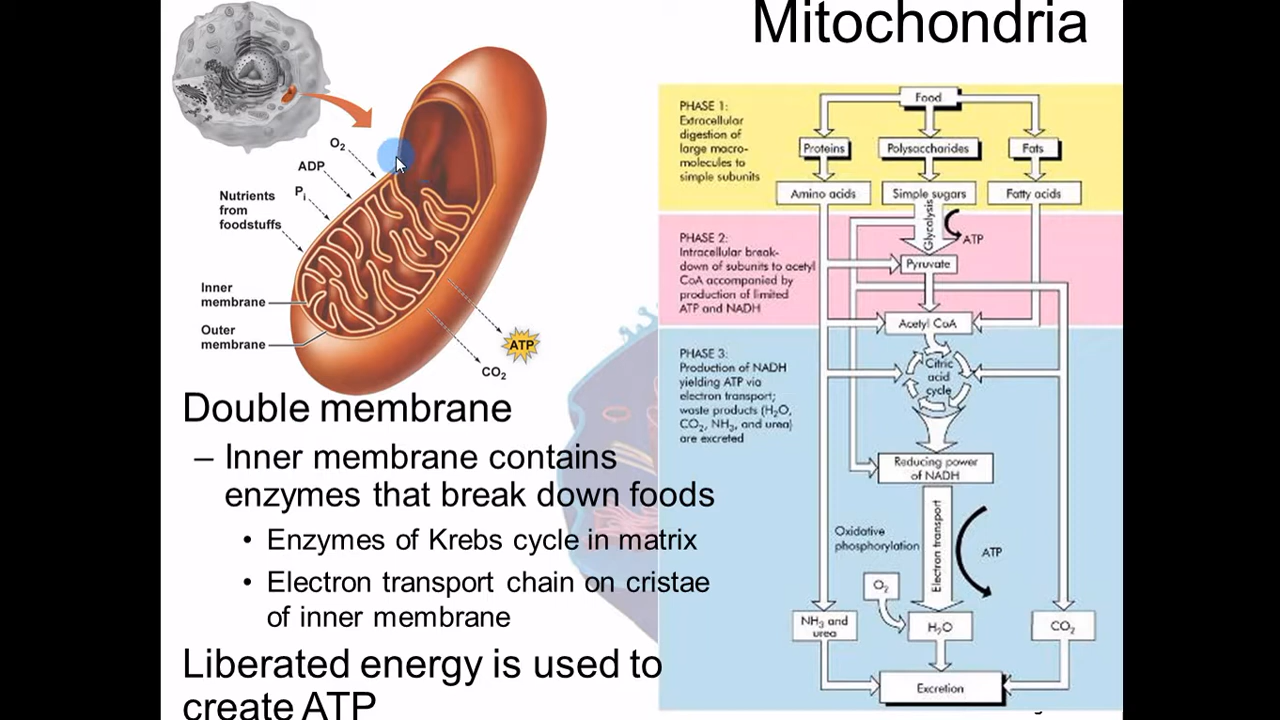 Mitochondria
O2
ADP
Pi
Nutrients
from
foodstuffs
Inner
membrane
Outer
membrane
ATP
CO2
Double membrane
– Inner membrane contains
enzymes that break down foods
• Enzymes of Krebs cycle in matrix
• Electron transport chain on cristae
of inner membrane
Liberated energy is used to
create ATP
PHASE 1:
Extracellular
digestion of
large macro-
molecules to
simple subunits
Food
Proteins
Polysaccharides
Fats
Amino acids
Simple sugars
Fatty acids
PHASE 2:
Intracellular break-
down of subunits to acetyl
CoA accompanied by
production of limited
ATP and NADH
Glycolysis
ATP
Pyruvate
Acetyl CoA
PHASE 3:
Production of NADH
yielding ATP via
electron transport;
waste products (H2O,
CO2, NH3, and urea)
are excreted
Citric
acid
cycle
Reducing power
of NADH
Oxidative
phosphorylation
Electron transport
ATP
O2
NH3 and
urea
H2O
CO2
Excretion